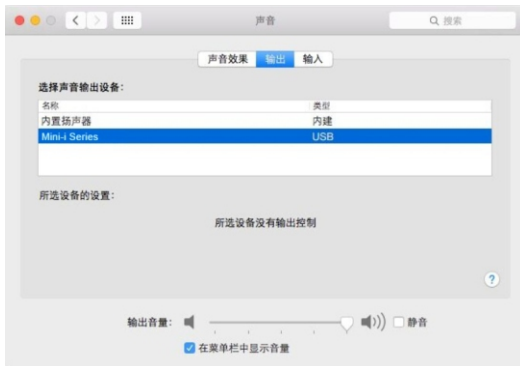 声音
搜索
声音效果 输出 输入
选择声音输出设备：
名称 类型
内置扬声器 内建
Mini-i Series USB
所选设备的设置：
所选设备没有输出控制
?
输出音量： 静音
在菜单栏中显示音量